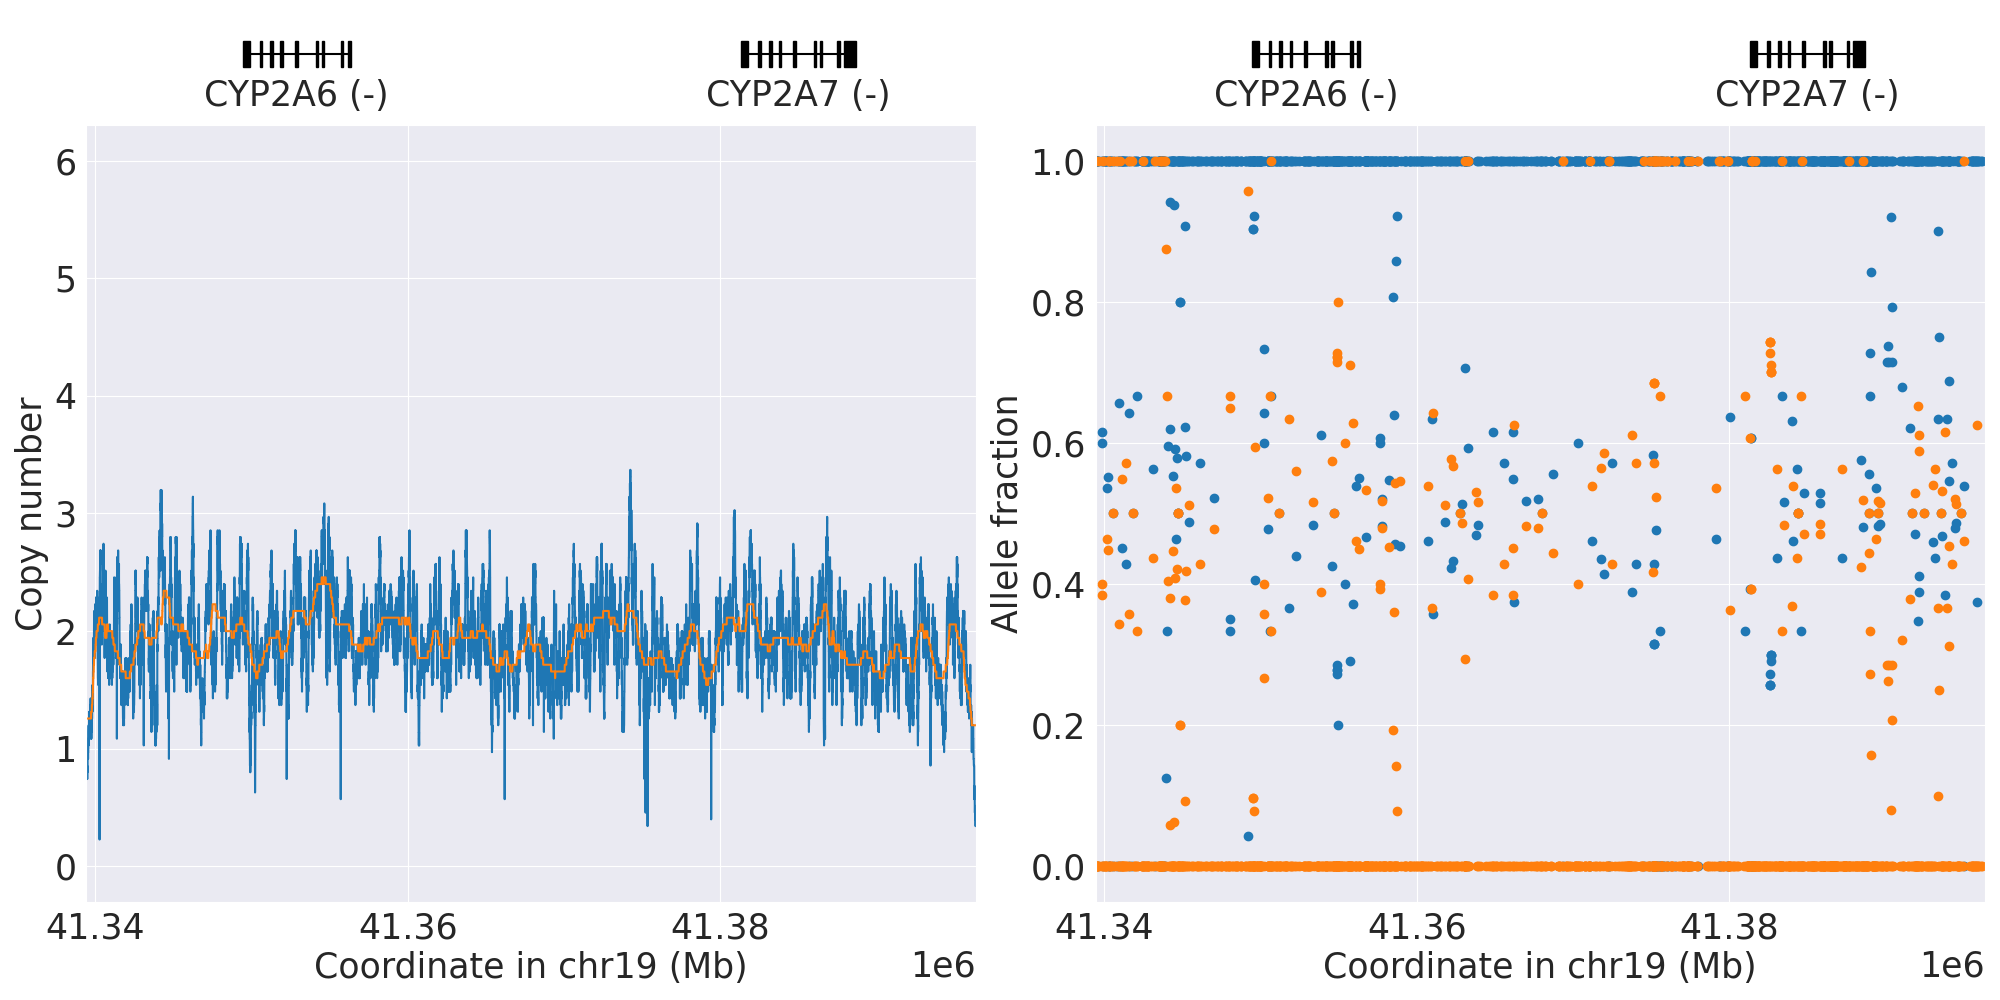 CYP2A6 (-)
CYP2A7 (-)
Copy number
6
5
4
3
2
1
0
41.34
41.36
41.38
Coordinate in chr19 (Mb)
1e6
CYP2A6 (-)
CYP2A7 (-)
Allele fraction
1.0
0.8
0.6
0.4
0.2
0.0
41.34
41.36
41.38
Coordinate in chr19 (Mb)
1e6